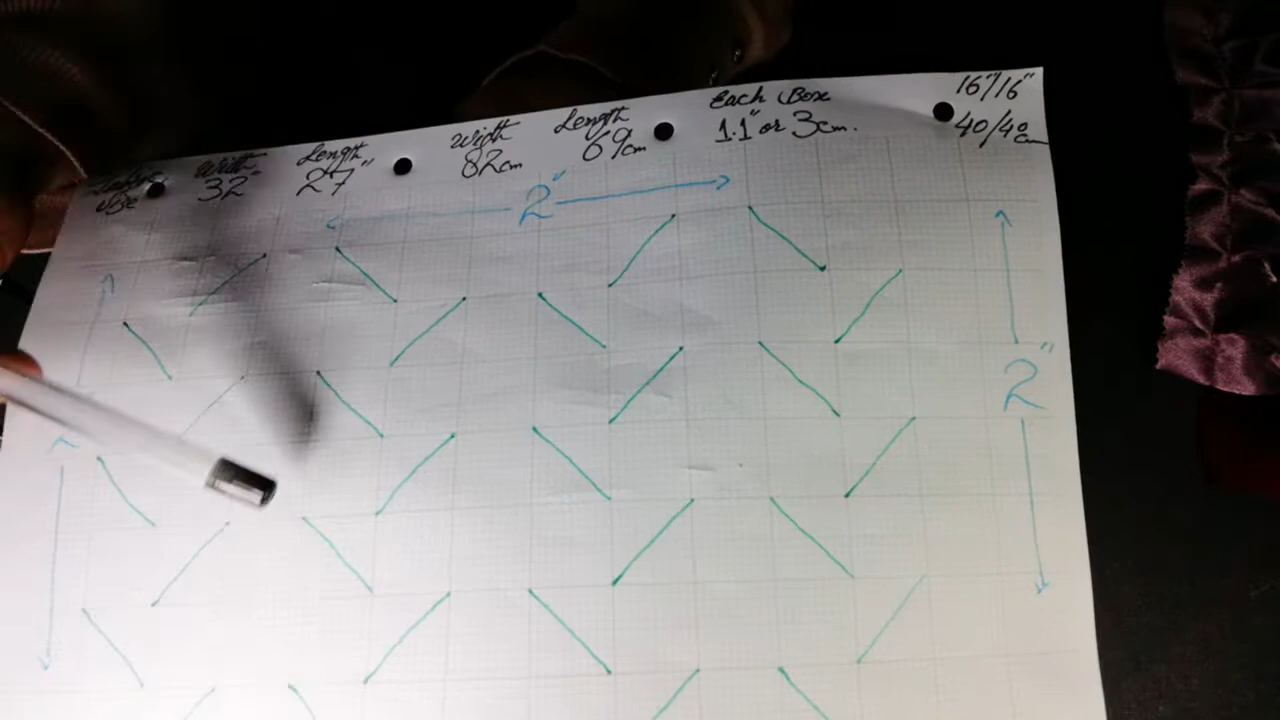 Width
32"
Length
27"
Width
82cm
Length
69cm
Each Box
1.1" or 3cm.
16"/16"
40/40cm
2"
2"